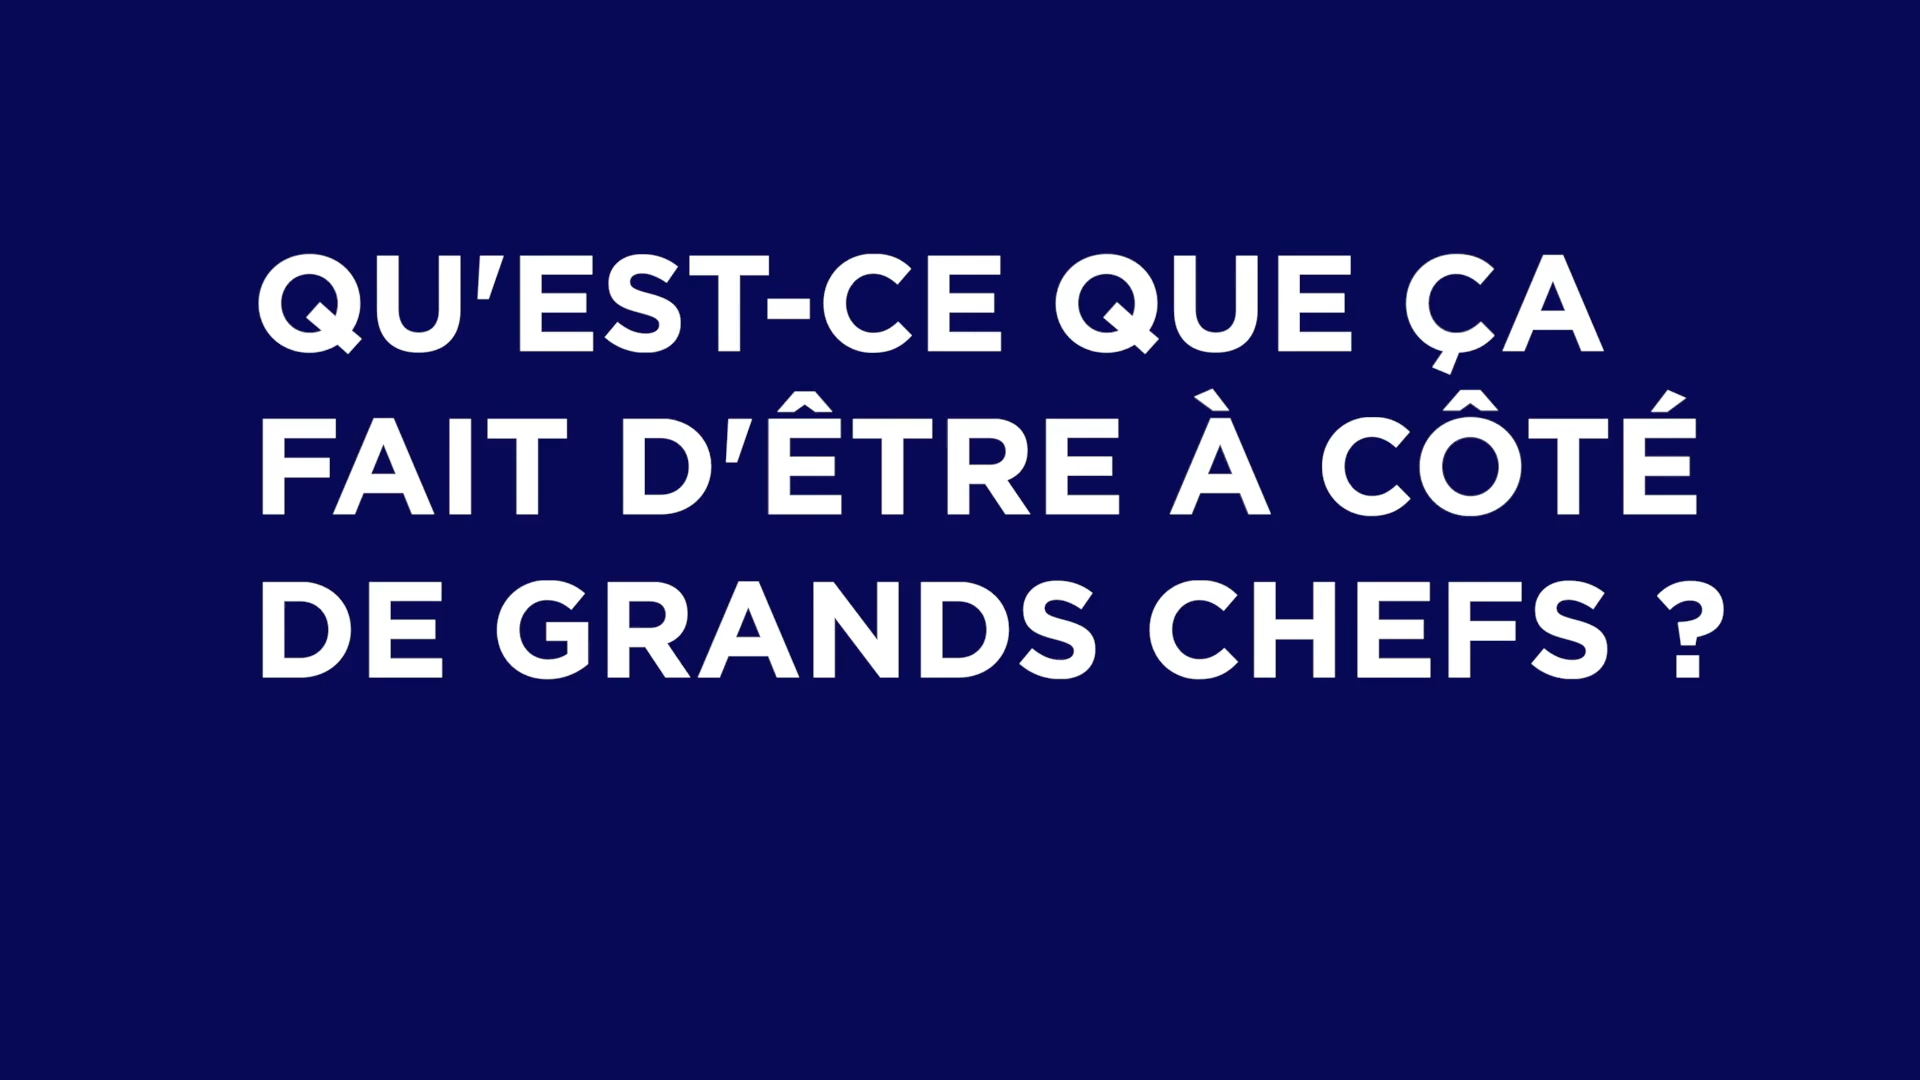 QU'EST-CE QUE ÇA
FAIT D'ÊTRE À CÔTÉ
DE GRANDS CHEFS ?